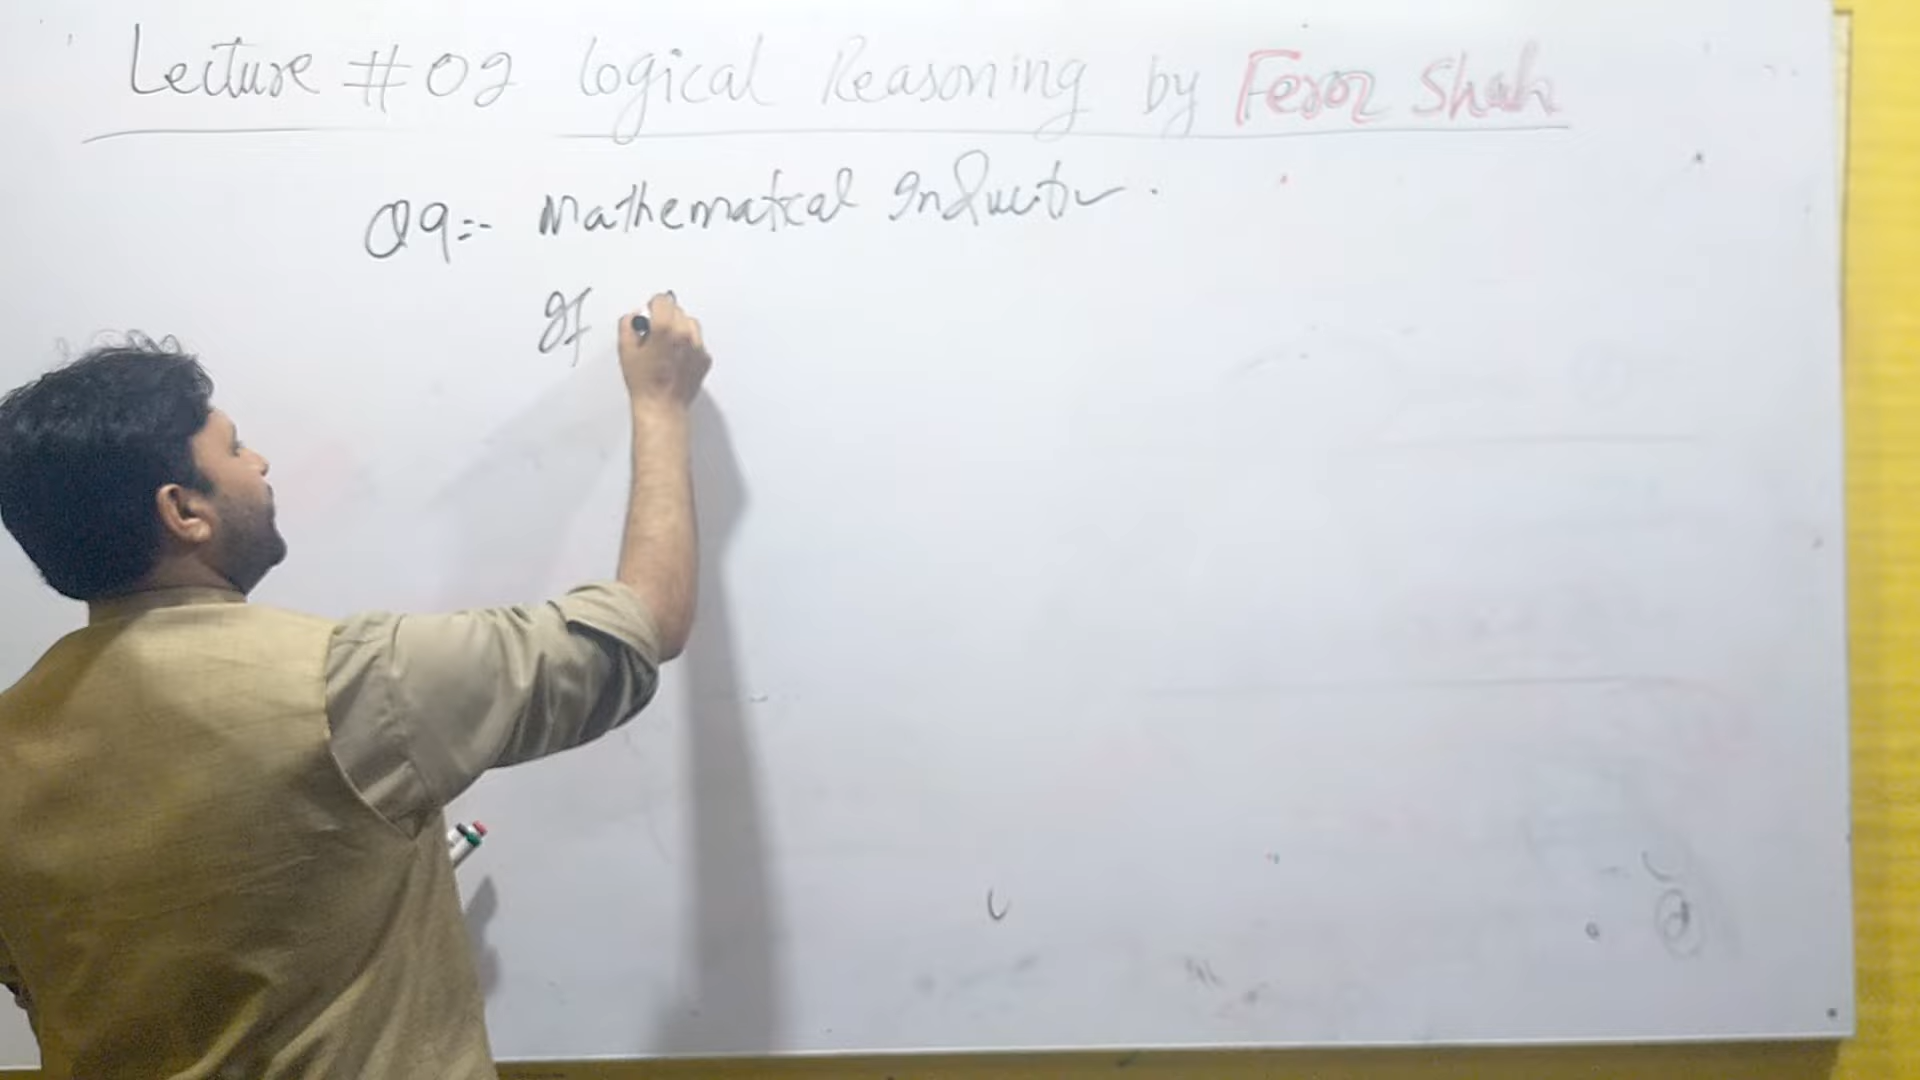 Lecture #02 Logical Reasoning by Feroz Shah
Q9:- Mathematical Induction.
If